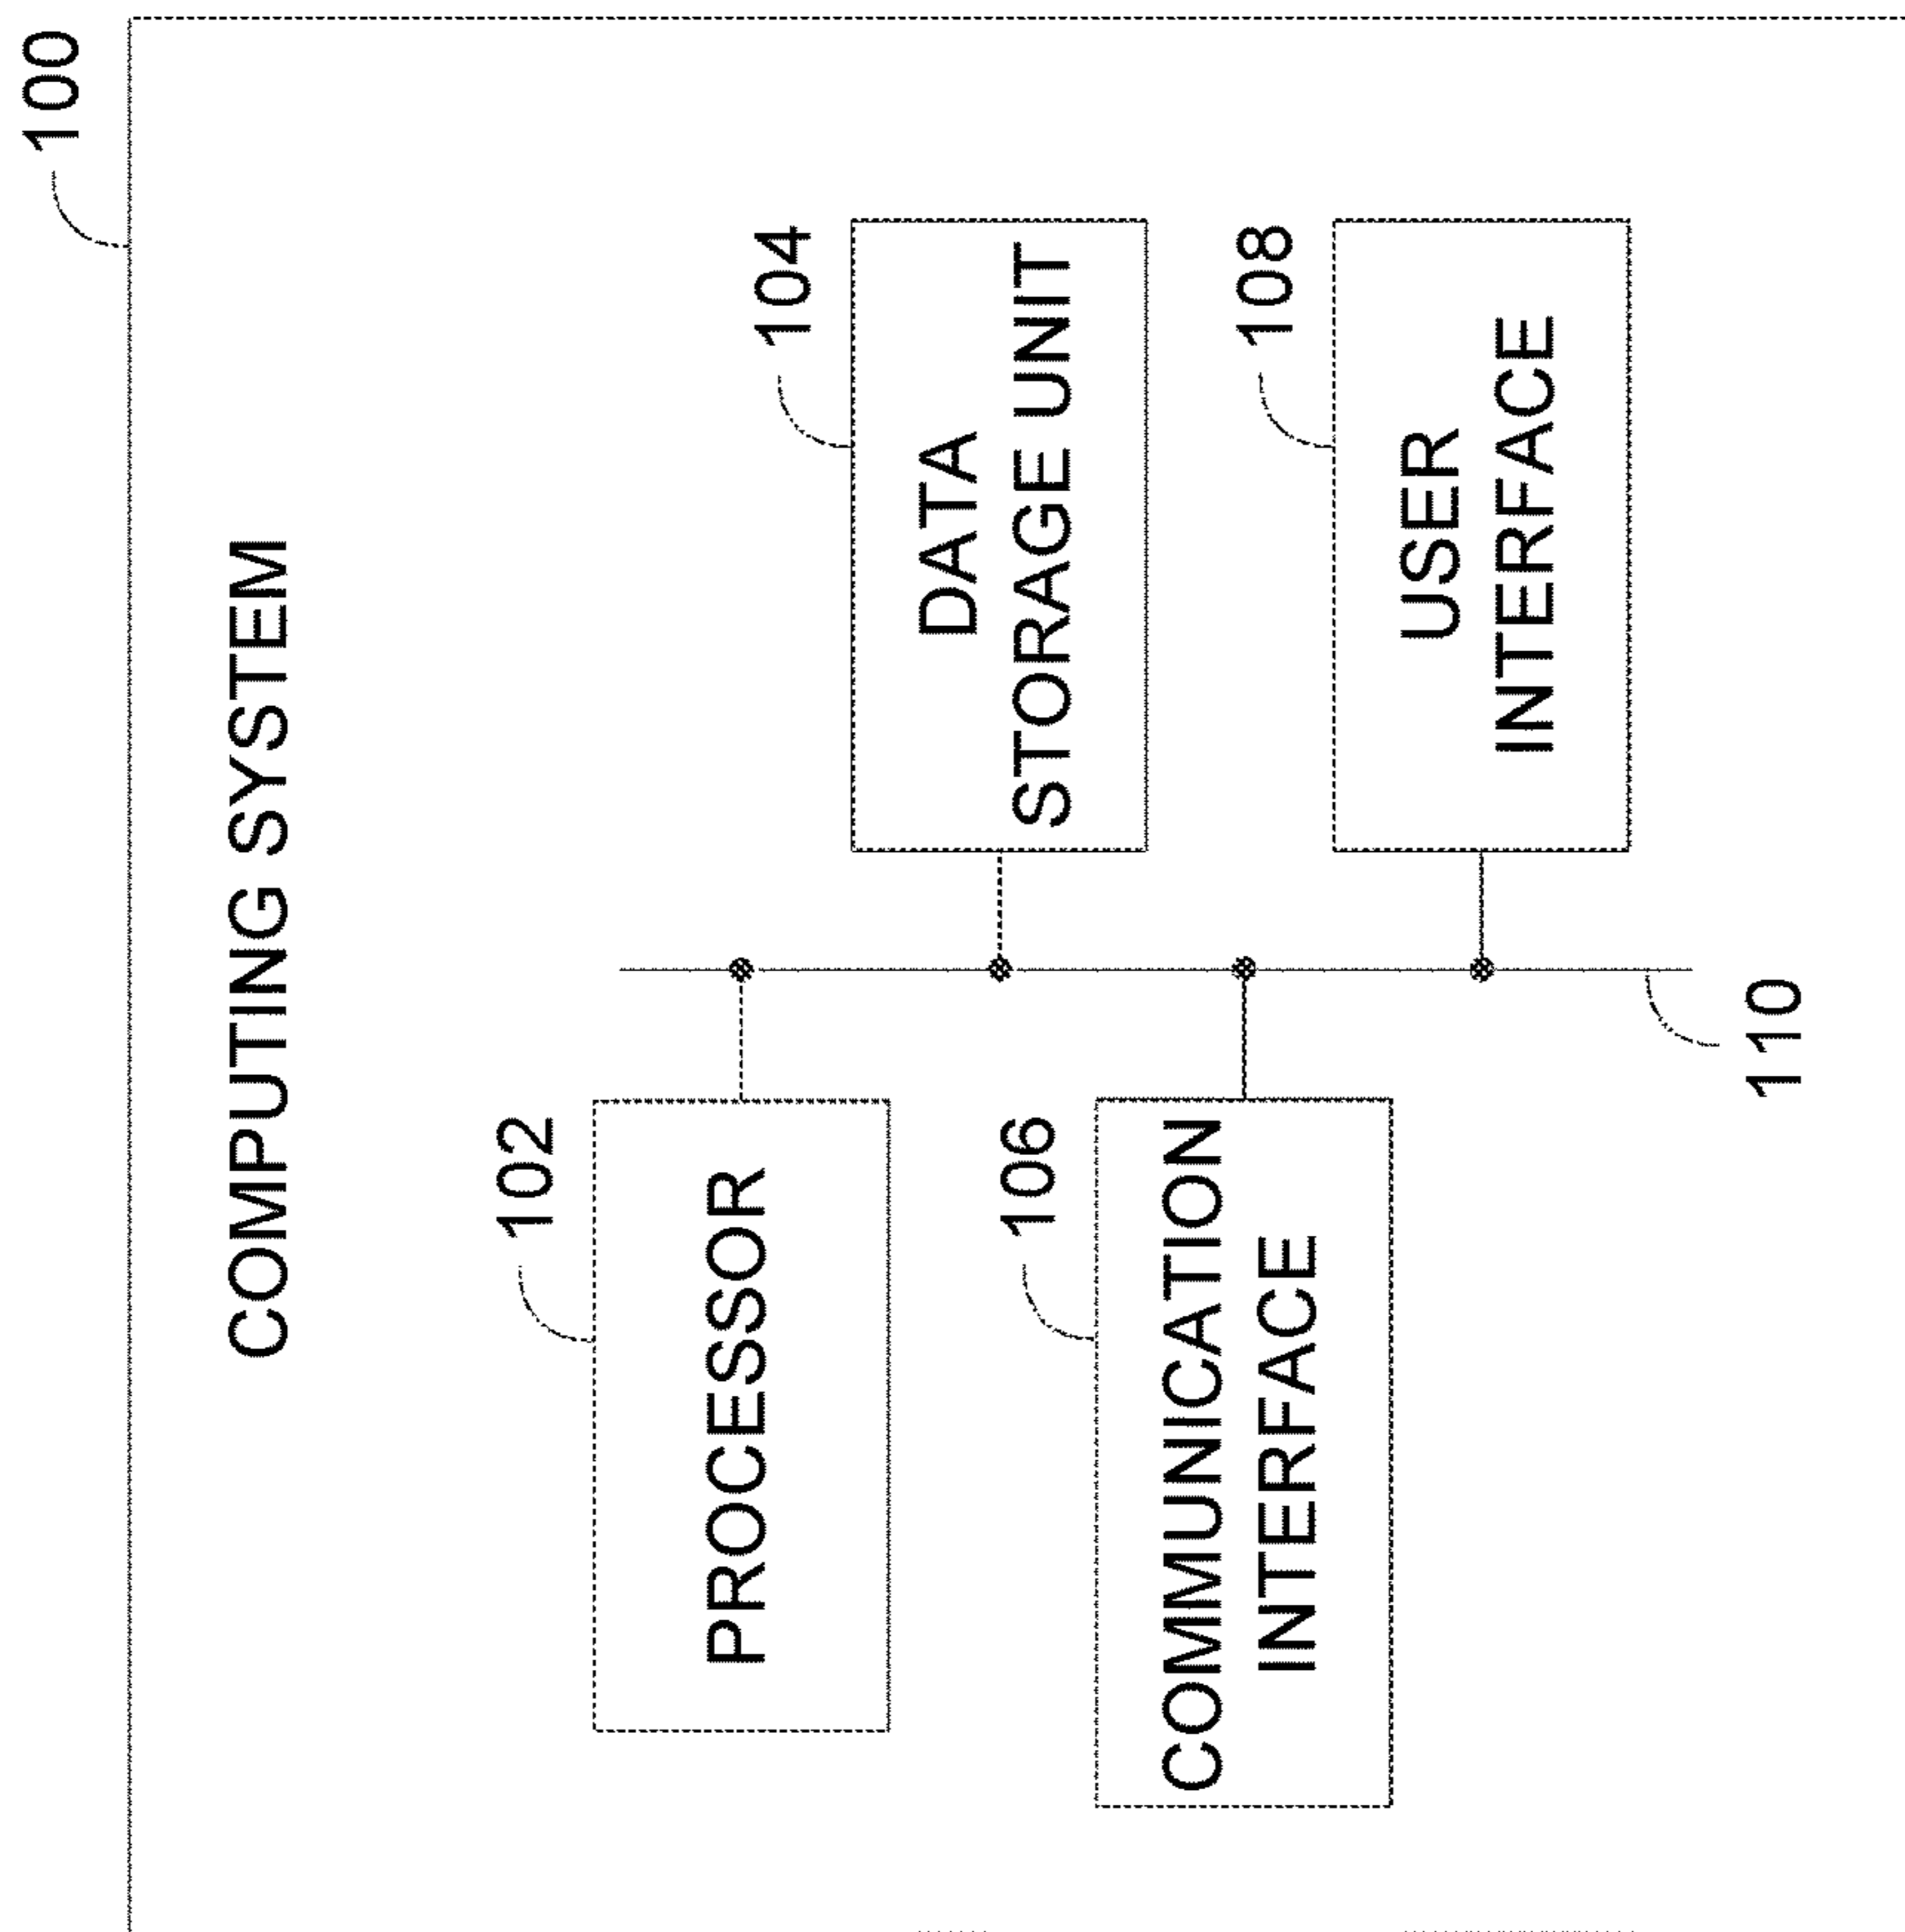 100
COMPUTING SYSTEM
102
PROCESSOR
104
DATA
STORAGE UNIT
106
COMMUNICATION
INTERFACE
108
USER
INTERFACE
110